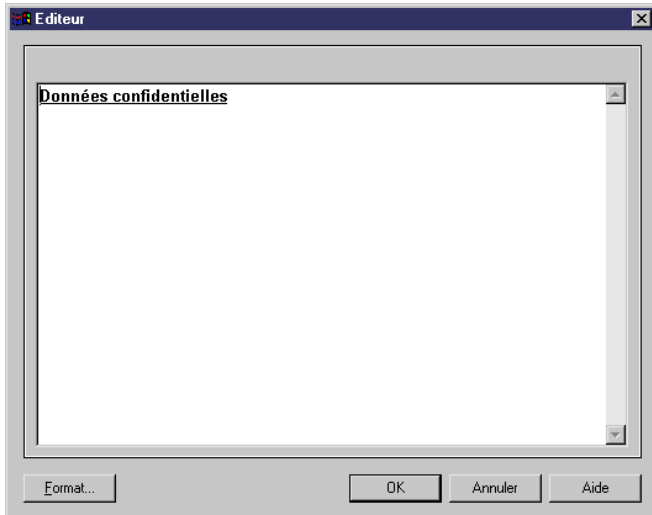 Editeur
Données confidentielles
Format...
OK
Annuler
Aide